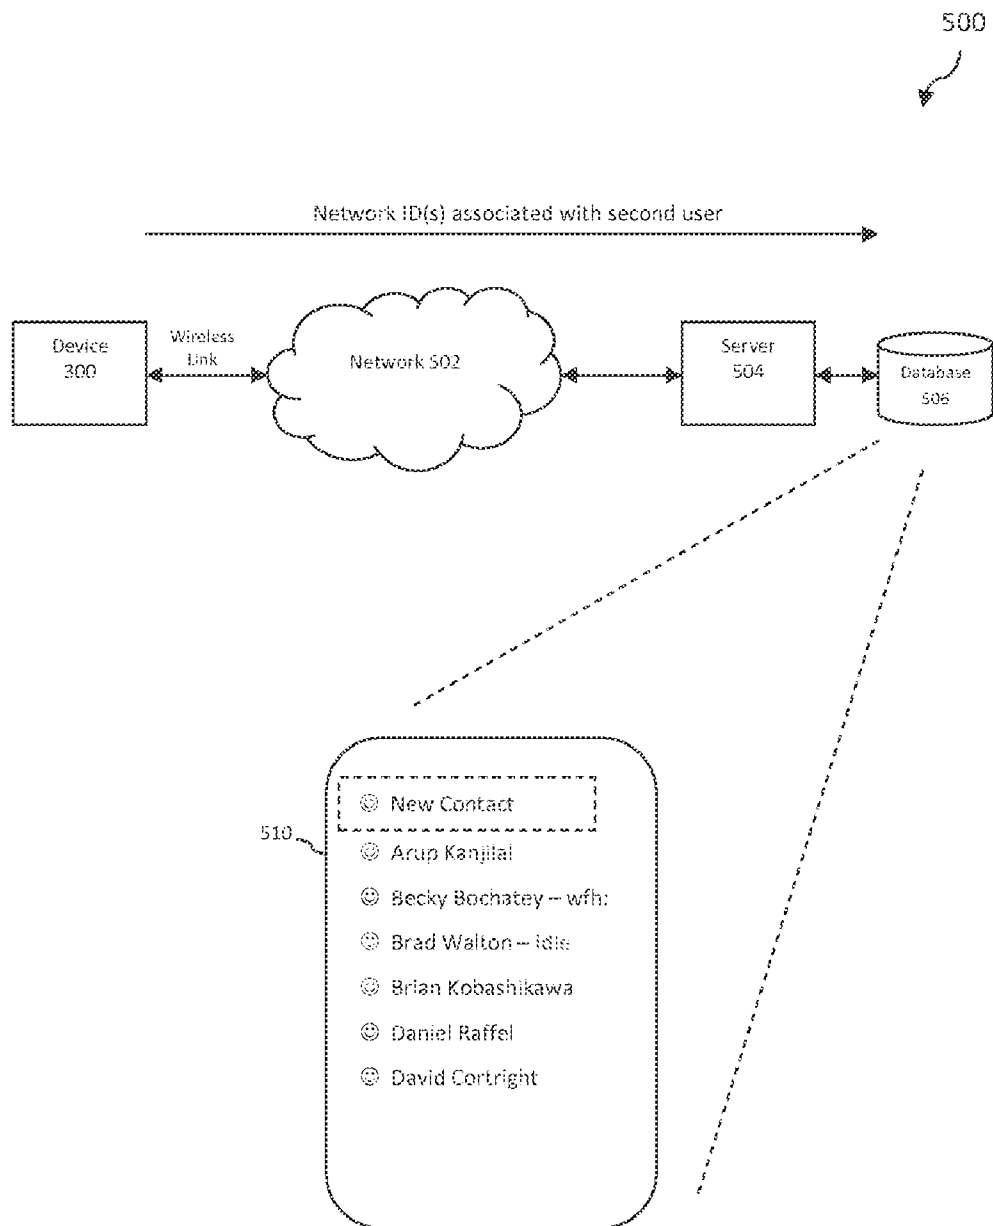 500
Network ID(s) associated with second user
Device
300
Wireless
Link
Network 502
Server
504
Database
506
510
New Contact
Arup Kanjilal
Becky Bochatey – wfh:
Brad Walton – idle
Brian Kobashikawa
Daniel Raffel
David Cortright